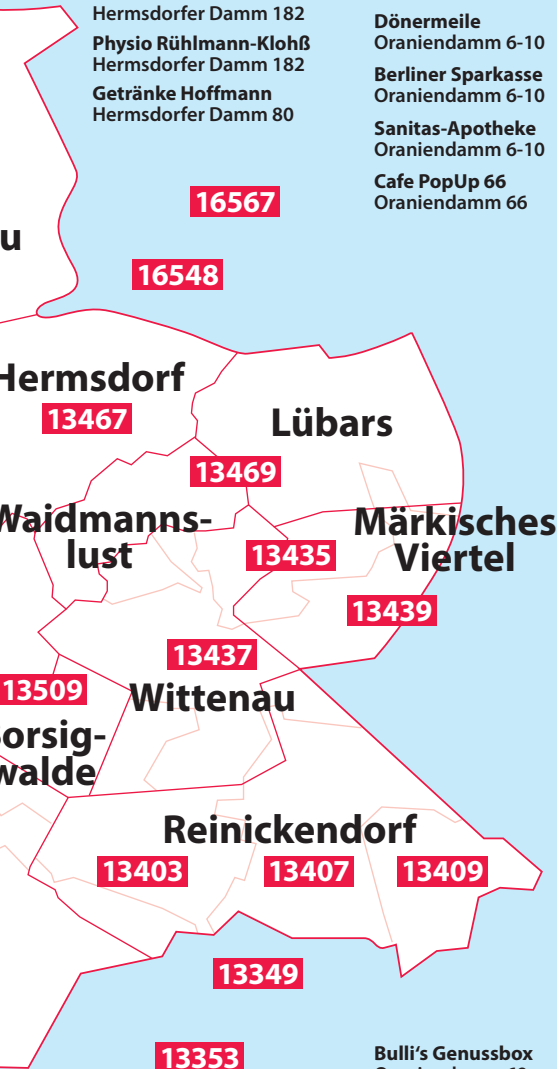 Hermsdorfer Damm 182
Physio Rühlmann-Klohß
Hermsdorfer Damm 182
Getränke Hoffmann
Hermsdorfer Damm 80
Dönermeile
Oraniendamm 6-10
Berliner Sparkasse
Oraniendamm 6-10
Sanitas-Apotheke
Oraniendamm 6-10
Cafe PopUp 66
Oraniendamm 66
16567
u
16548
Hermsdorf
13467
Lübars
13469
Waidmanns-
lust
Märkisches
Viertel
13435
13439
13437
13509
Wittenau
orsig-
walde
Reinickendorf
13403
13407
13409
13349
13353
Bulli's Genussbox